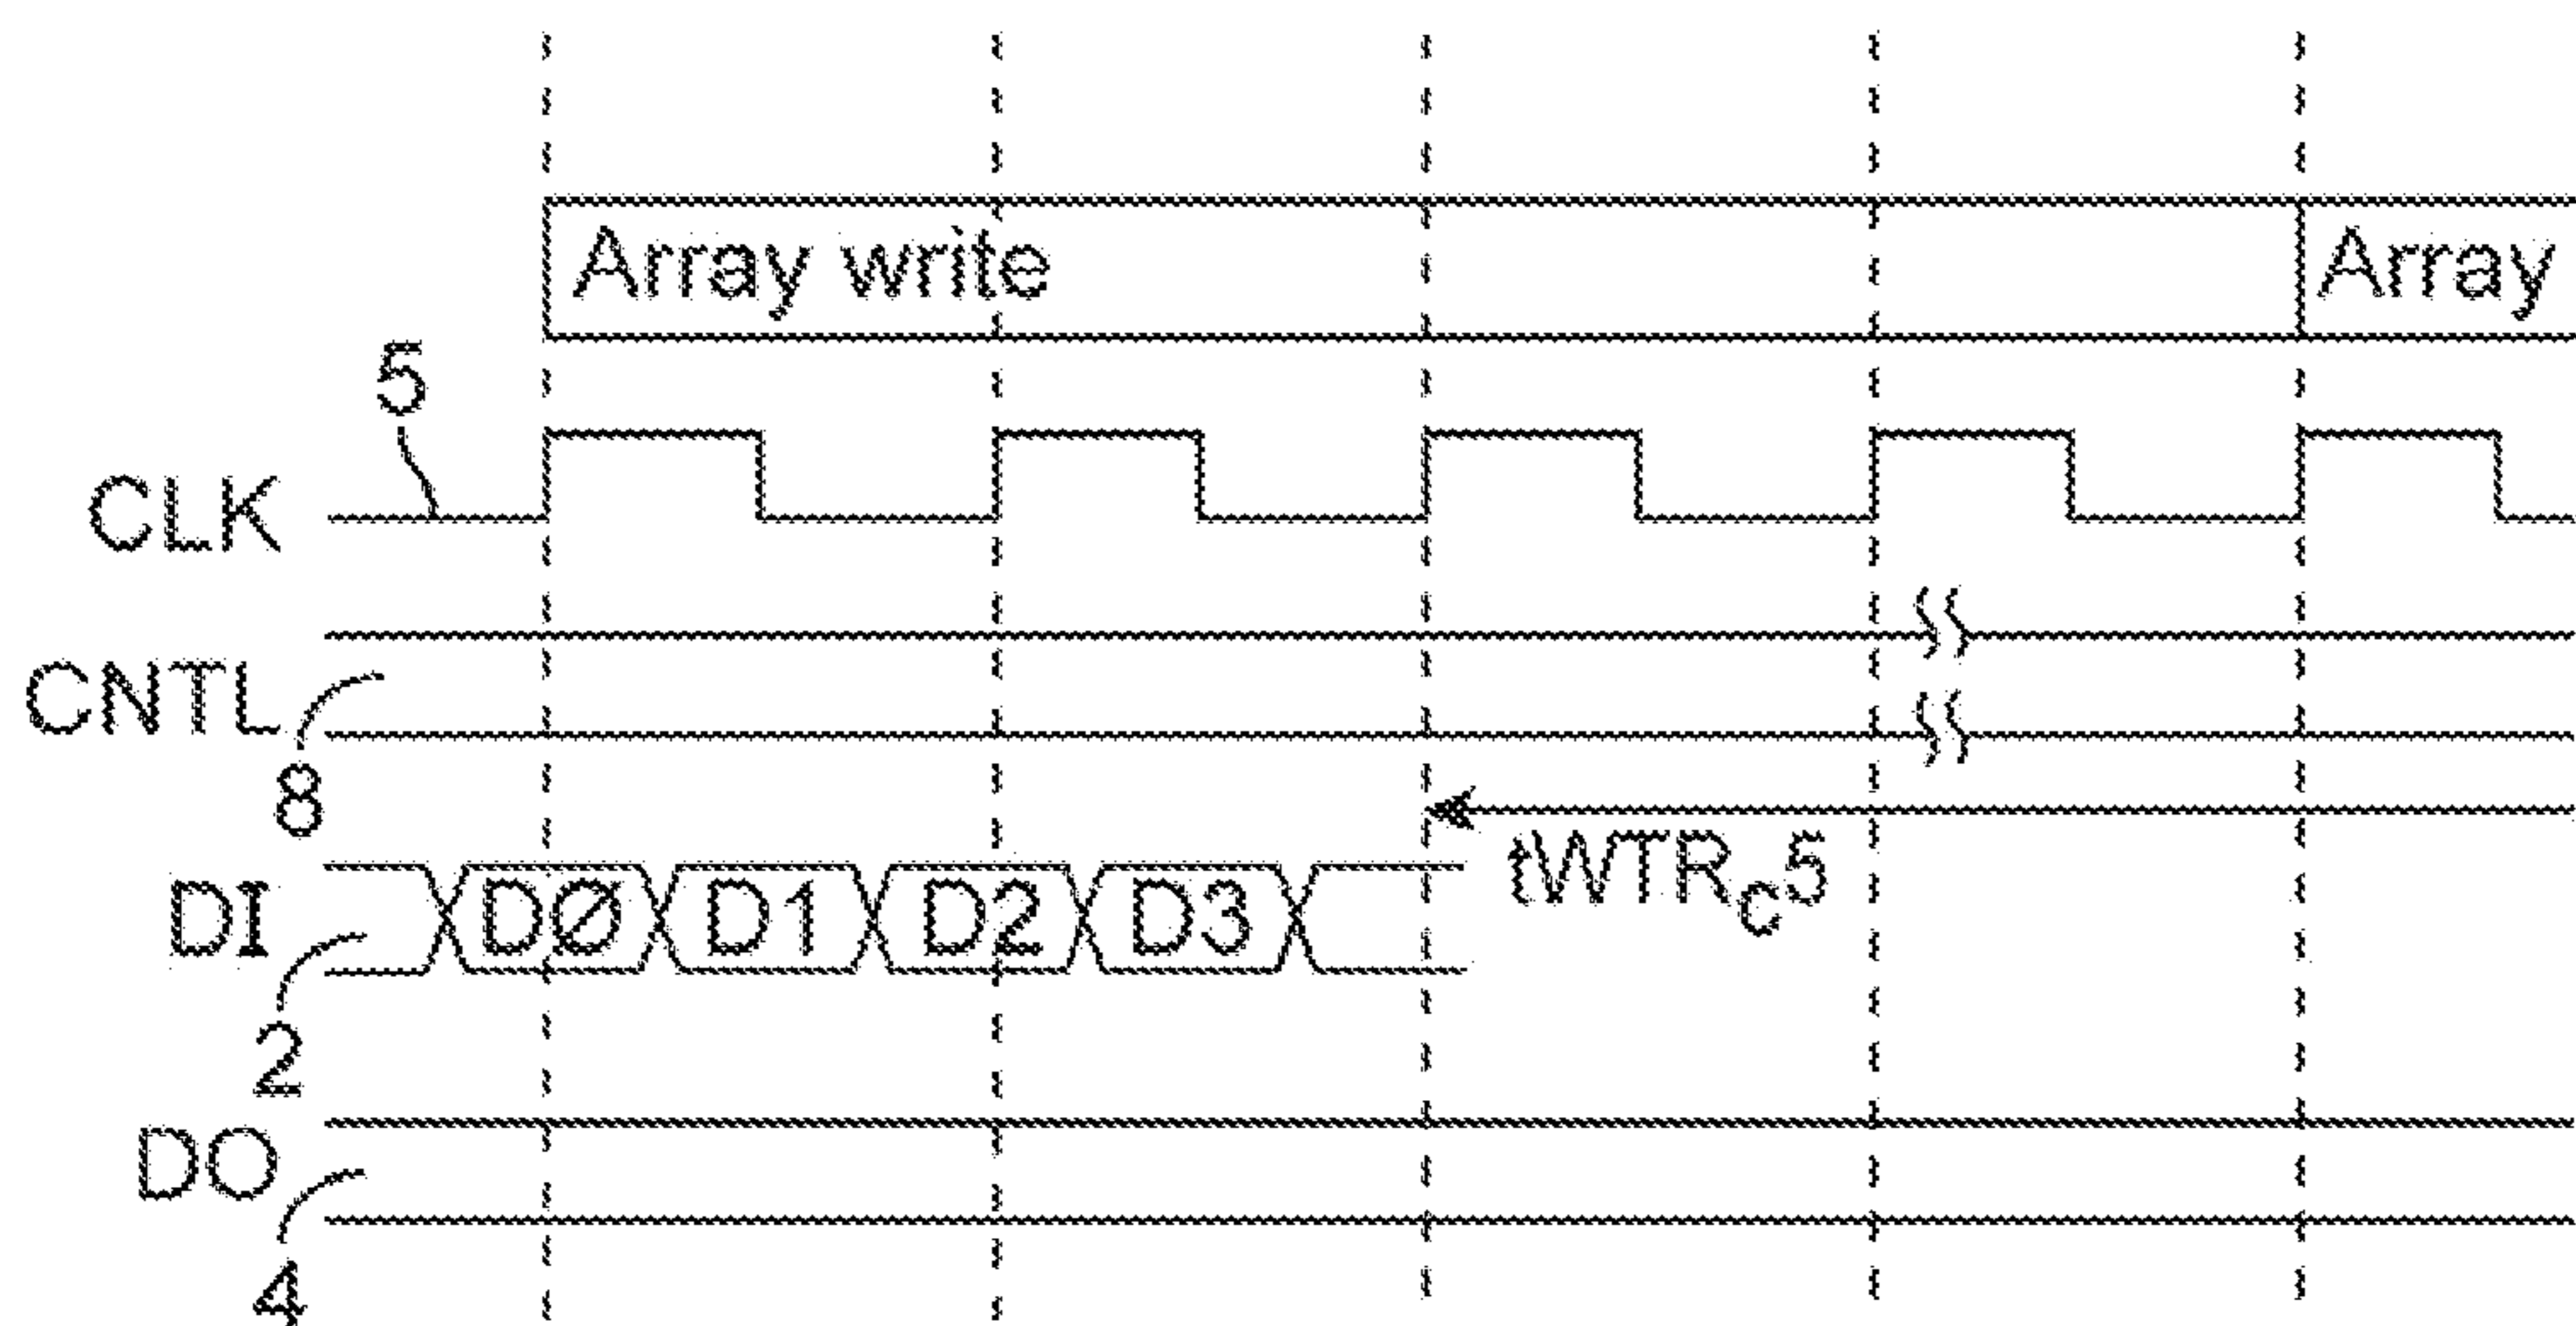 Array write
Array
5
CLK
CNTL
8
tWTRC5
DI
DØ
D1
D2
D3
2
DO
4